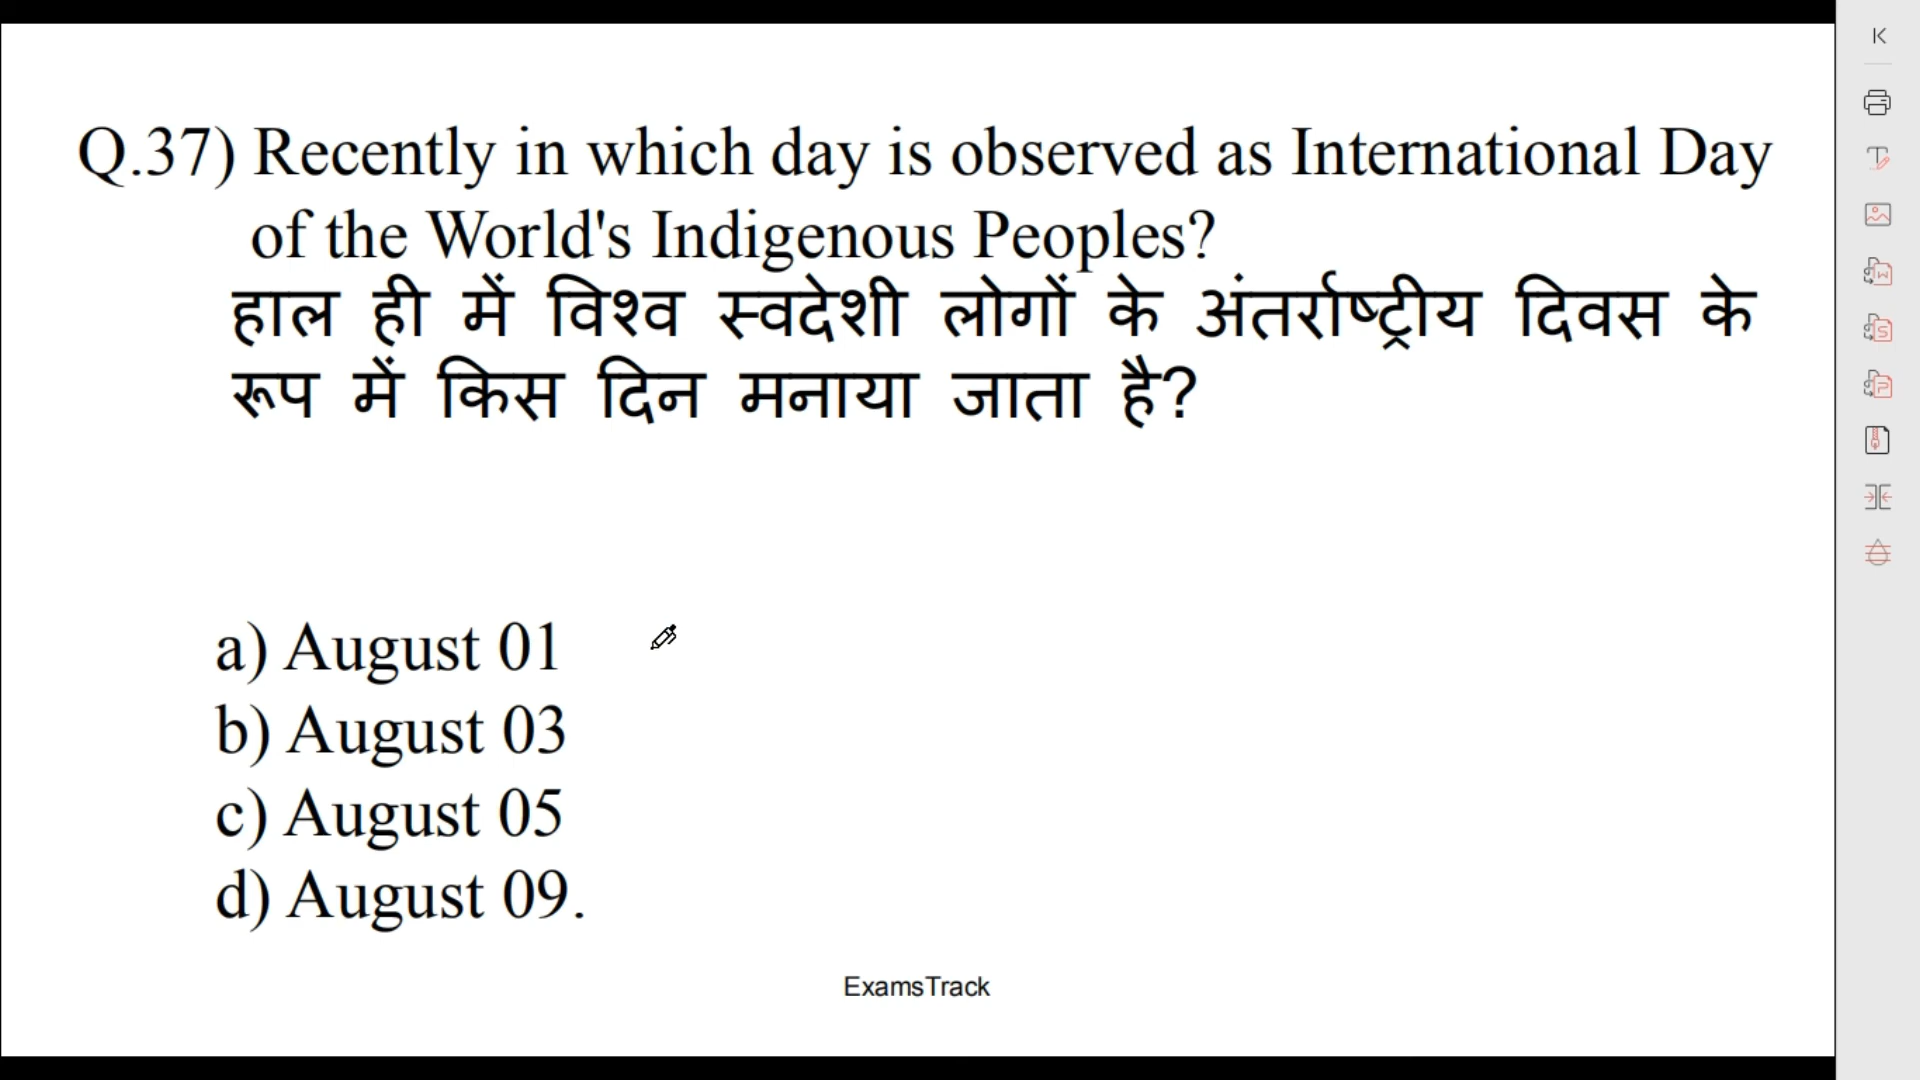 Q.37) Recently in which day is observed as International Day
of the World's Indigenous Peoples?
हाल ही में विश्व स्वदेशी लोगों के अंतर्राष्ट्रीय दिवस के
रूप में किस दिन मनाया जाता है?
a) August 01
b) August 03
c) August 05
d) August 09.
ExamsTrack